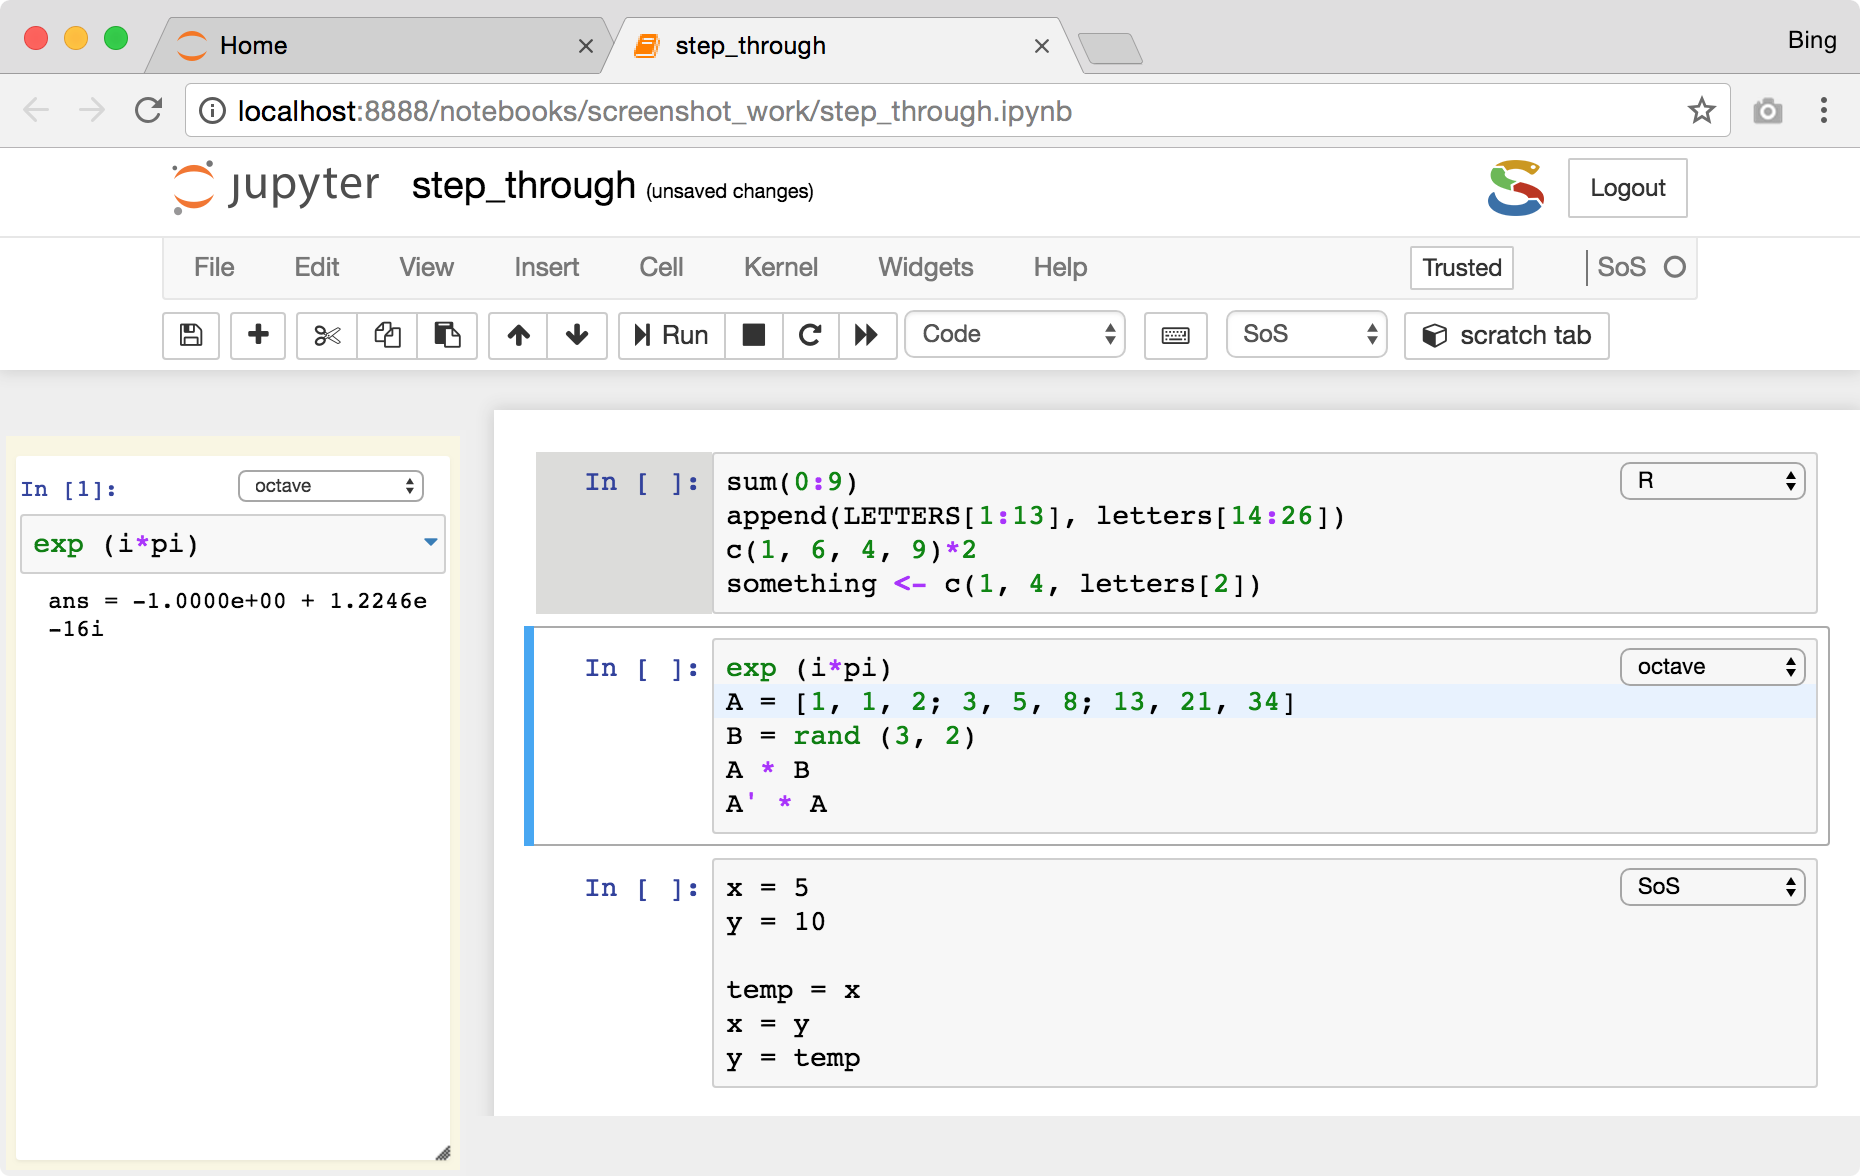 Home
step_through
Bing
localhost:8888/notebooks/screenshot_work/step_through.ipynb
jupyter step_through (unsaved changes)
Logout
File Edit View Insert Cell Kernel Widgets Help Trusted SoS
Run Code SoS scratch tab
In [1]: octave
exp (i*pi)
ans = -1.0000e+00 + 1.2246e
-16i
In [ ]: sum(0:9) R
append(LETTERS[1:13], letters[14:26])
c(1, 6, 4, 9)*2
something <- c(1, 4, letters[2])
In [ ]: exp (i*pi) octave
A = [1, 1, 2; 3, 5, 8; 13, 21, 34]
B = rand (3, 2)
A * B
A' * A
In [ ]: x = 5 SoS
y = 10
temp = x
x = y
y = temp